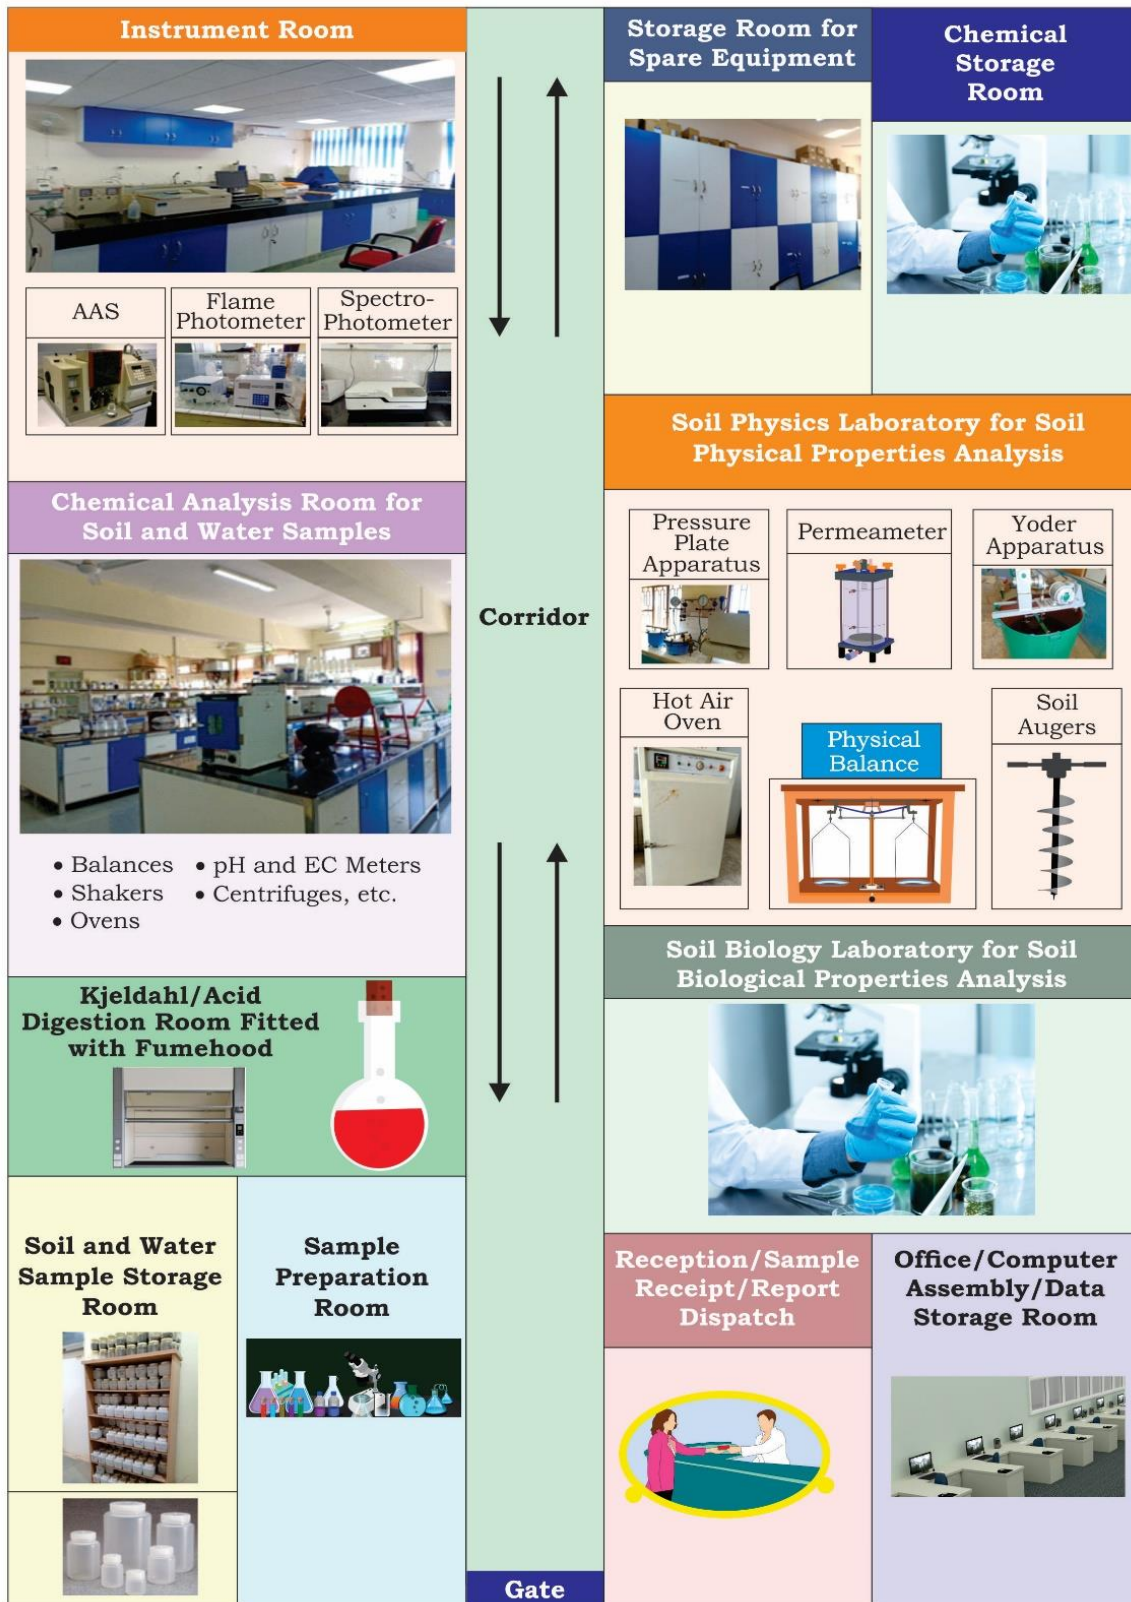 Instrument Room
AAS
Flame
Photometer
Spectro-
Photometer
Chemical Analysis Room for
Soil and Water Samples
• Balances
• Shakers
• Ovens
• pH and EC Meters
• Centrifuges, etc.
Kjeldahl/Acid
Digestion Room Fitted
with Fumehood
Soil and Water
Sample Storage
Room
Sample
Preparation
Room
Corridor
Gate
Storage Room for
Spare Equipment
Chemical
Storage
Room
Soil Physics Laboratory for Soil
Physical Properties Analysis
Pressure
Plate
Apparatus
Permeameter
Yoder
Apparatus
Hot Air
Oven
Physical
Balance
Soil
Augers
Soil Biology Laboratory for Soil
Biological Properties Analysis
Reception/Sample
Receipt/Report
Dispatch
Office/Computer
Assembly/Data
Storage Room